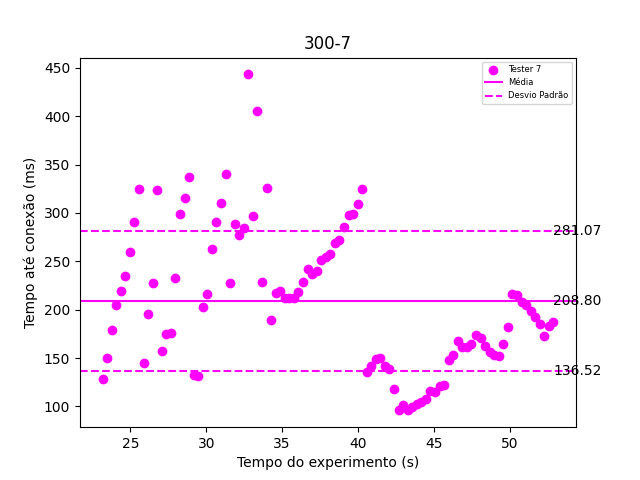 300-7
Tempo até conexão (ms)
450
400
350
300
250
200
150
100
Tester 7
Média
Desvio Padrão
281.07
208.80
136.52
25 30 35 40 45 50
Tempo do experimento (s)